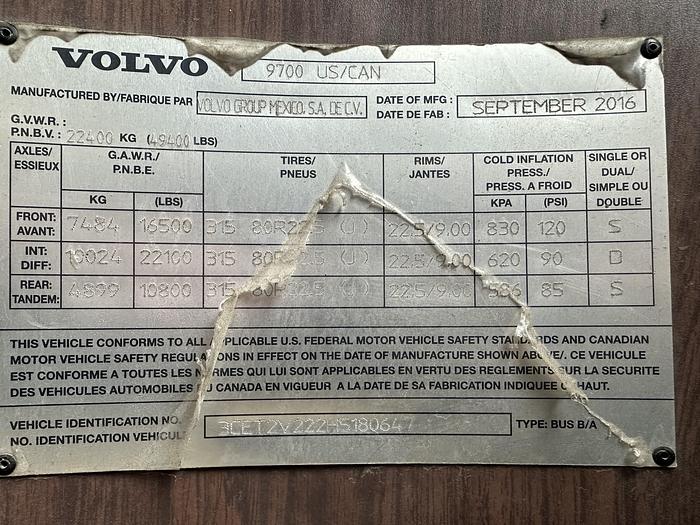 VOLVO 9700 US/CAN
MANUFACTURED BY/FABRIQUE PAR VOLVO GROUP MEXICO, S.A. DE C.V. DATE OF MFG : DATE DE FAB : SEPTEMBER 2016
G.V.W.R. :
P.N.B.V. : 22400 KG (49400 LBS)
AXLES/ ESSIEUX G.A.W.R./ P.N.B.E. TIRES/ PNEUS RIMS/ JANTES COLD INFLATION PRESS./ PRESS. A FROID SINGLE OR DUAL/ SIMPLE OU DOUBLE
KG (LBS) KPA (PSI)
FRONT: AVANT: 7484 16500 315 80R22.5 (J) 22.5/9.00 830 120 S
INT: DIFF: 10024 22100 315 (J) 22.5/9.00 620 90 D
REAR: TANDEM: 4899 10800 315 (J) 22.5/9.00 586 85 S
THIS VEHICLE CONFORMS TO ALL APPLICABLE U.S. FEDERAL MOTOR VEHICLE SAFETY STANDARDS AND CANADIAN
MOTOR VEHICLE SAFETY REGULATIONS IN EFFECT ON THE DATE OF MANUFACTURE SHOWN ABOVE/. CE VEHICULE
EST CONFORME A TOUTES LES NORMES QUI LUI SONT APPLICABLES EN VERTU DES REGLEMENTS SUR LA SECURITE
DES VEHICULES AUTOMOBILES DU CANADA EN VIGUEUR A LA DATE DE SA FABRICATION INDIQUEE C/HAUT.
VEHICLE IDENTIFICATION NO. 3CET2V222HS180647 TYPE: BUS B/A
NO. IDENTIFICATION VEHICULE